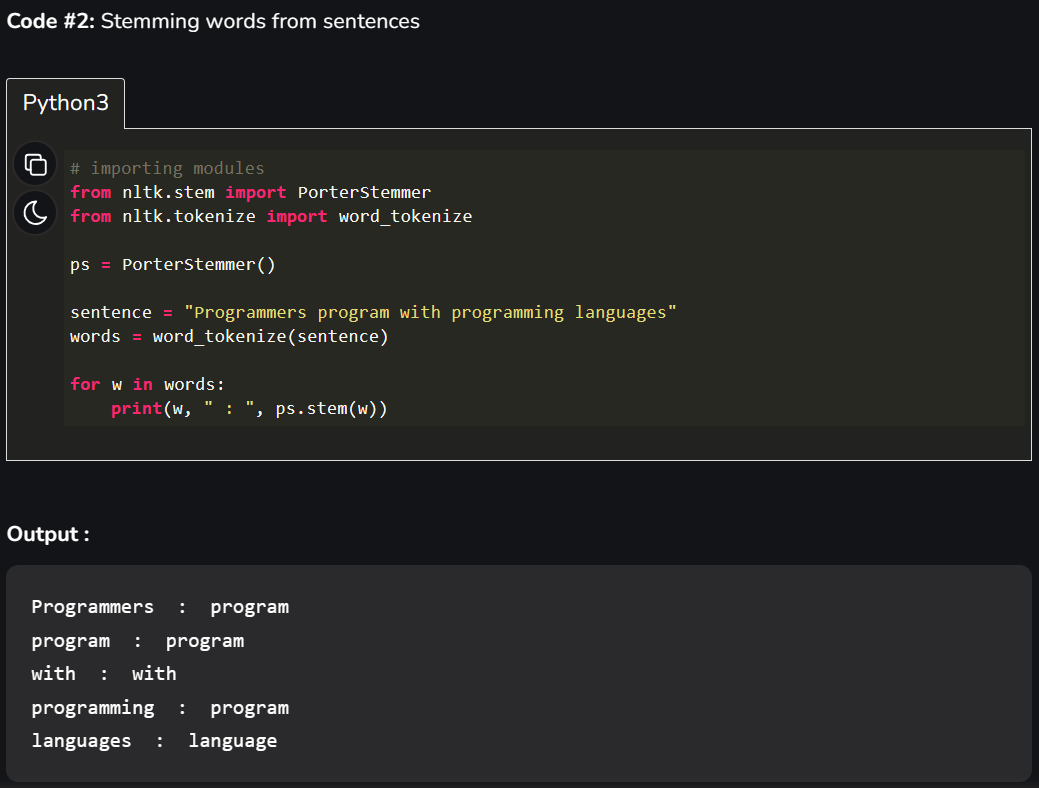 Code #2: Stemming words from sentences
Python3
# importing modules
from nltk.stem import PorterStemmer
from nltk.tokenize import word_tokenize
ps = PorterStemmer()
sentence = "Programmers program with programming languages"
words = word_tokenize(sentence)
for w in words:
    print(w, " : ", ps.stem(w))
Output :
Programmers  :  program
program  :  program
with  :  with
programming  :  program
languages  :  language